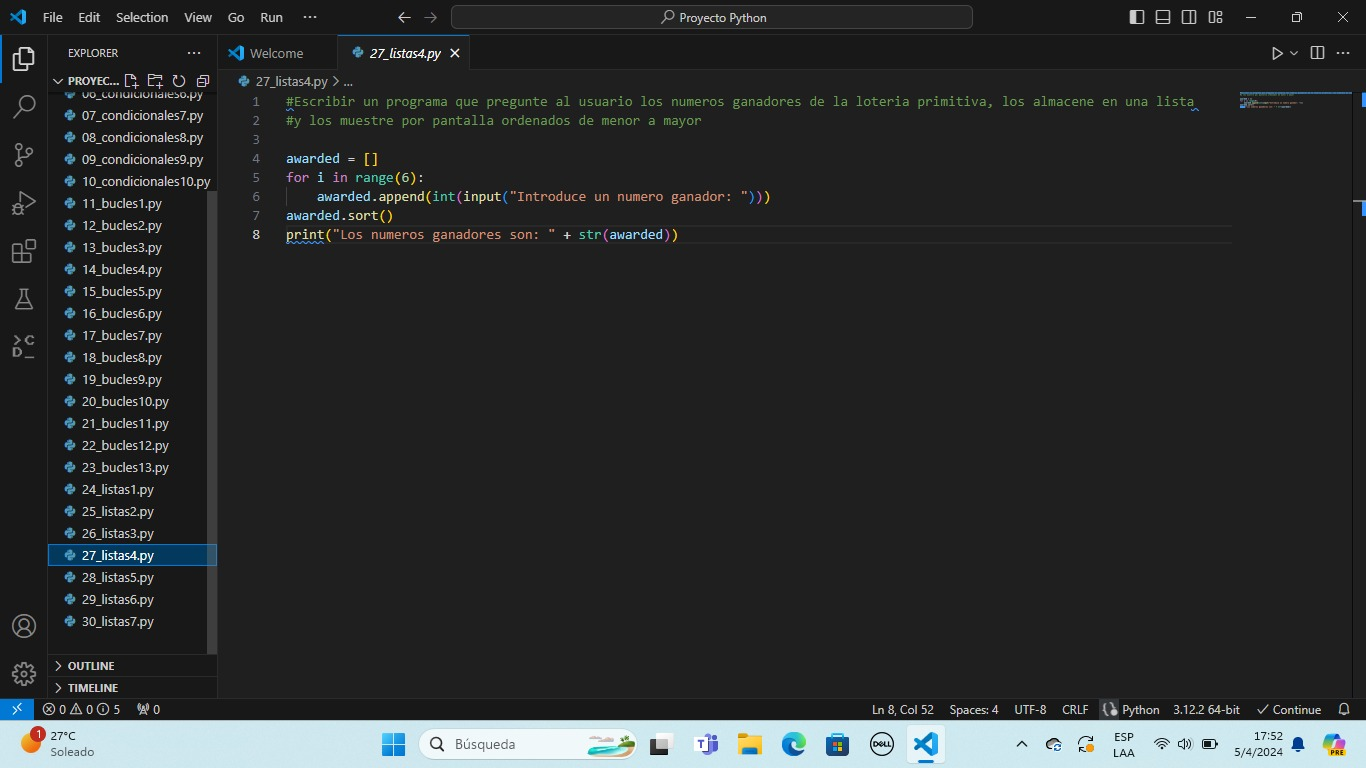 File Edit Selection View Go Run ···
Proyecto Python
EXPLORER ···
Welcome
27_listas4.py
PROYEC...
27_listas4.py > ...
06_condicionales6.py
07_condicionales7.py
08_condicionales8.py
09_condicionales9.py
10_condicionales10.py
11_bucles1.py
12_bucles2.py
13_bucles3.py
14_bucles4.py
15_bucles5.py
16_bucles6.py
17_bucles7.py
18_bucles8.py
19_bucles9.py
20_bucles10.py
21_bucles11.py
22_bucles12.py
23_bucles13.py
24_listas1.py
25_listas2.py
26_listas3.py
27_listas4.py
28_listas5.py
29_listas6.py
30_listas7.py
OUTLINE
TIMELINE
1 #Escribir un programa que pregunte al usuario los numeros ganadores de la loteria primitiva, los almacene en una lista
2 #y los muestre por pantalla ordenados de menor a mayor
3
4 awarded = []
5 for i in range(6):
6     awarded.append(int(input("Introduce un numero ganador: ")))
7 awarded.sort()
8 print("Los numeros ganadores son: " + str(awarded))
0 0 5 0
Ln 8, Col 52 Spaces: 4 UTF-8 CRLF Python 3.12.2 64-bit Continue
1
27°C
Soleado
Búsqueda
DELL
ESP
LAA
17:52
5/4/2024
PRE